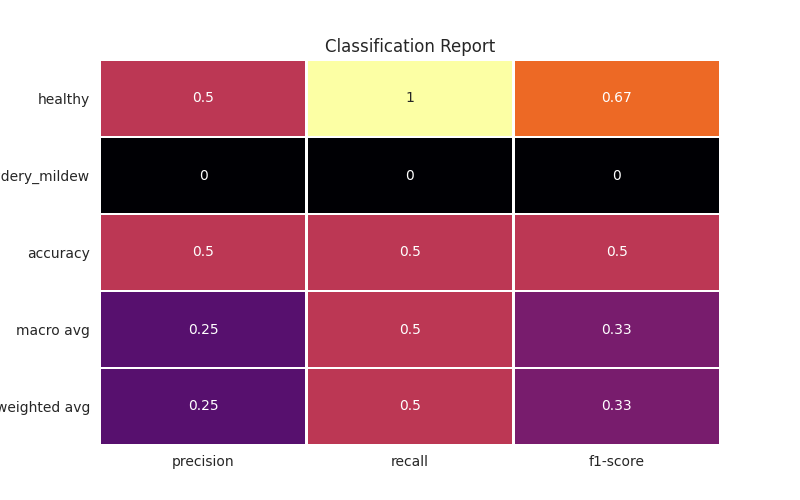 Classification Report
healthy 0.5 1 0.67
dery_mildew 0 0 0
accuracy 0.5 0.5 0.5
macro avg 0.25 0.5 0.33
weighted avg 0.25 0.5 0.33
precision recall f1-score